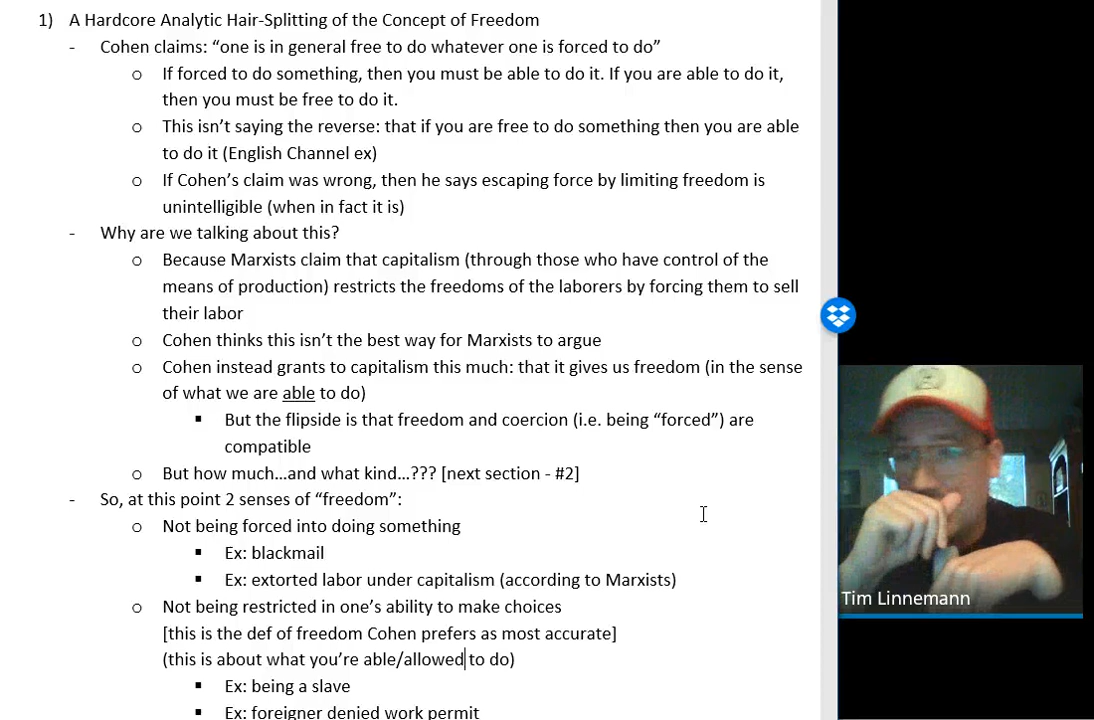 1) A Hardcore Analytic Hair-Splitting of the Concept of Freedom
- Cohen claims: “one is in general free to do whatever one is forced to do”
o If forced to do something, then you must be able to do it. If you are able to do it,
then you must be free to do it.
o This isn’t saying the reverse: that if you are free to do something then you are able
to do it (English Channel ex)
o If Cohen’s claim was wrong, then he says escaping force by limiting freedom is
unintelligible (when in fact it is)
- Why are we talking about this?
o Because Marxists claim that capitalism (through those who have control of the
means of production) restricts the freedoms of the laborers by forcing them to sell
their labor
o Cohen thinks this isn’t the best way for Marxists to argue
o Cohen instead grants to capitalism this much: that it gives us freedom (in the sense
of what we are able to do)
▪ But the flipside is that freedom and coercion (i.e. being “forced”) are
compatible
o But how much…and what kind…??? [next section - #2]
- So, at this point 2 senses of “freedom”:
o Not being forced into doing something
▪ Ex: blackmail
▪ Ex: extorted labor under capitalism (according to Marxists)
o Not being restricted in one’s ability to make choices
[this is the def of freedom Cohen prefers as most accurate]
(this is about what you’re able/allowed to do)
▪ Ex: being a slave
▪ Ex: foreigner denied work permit
Tim Linnemann